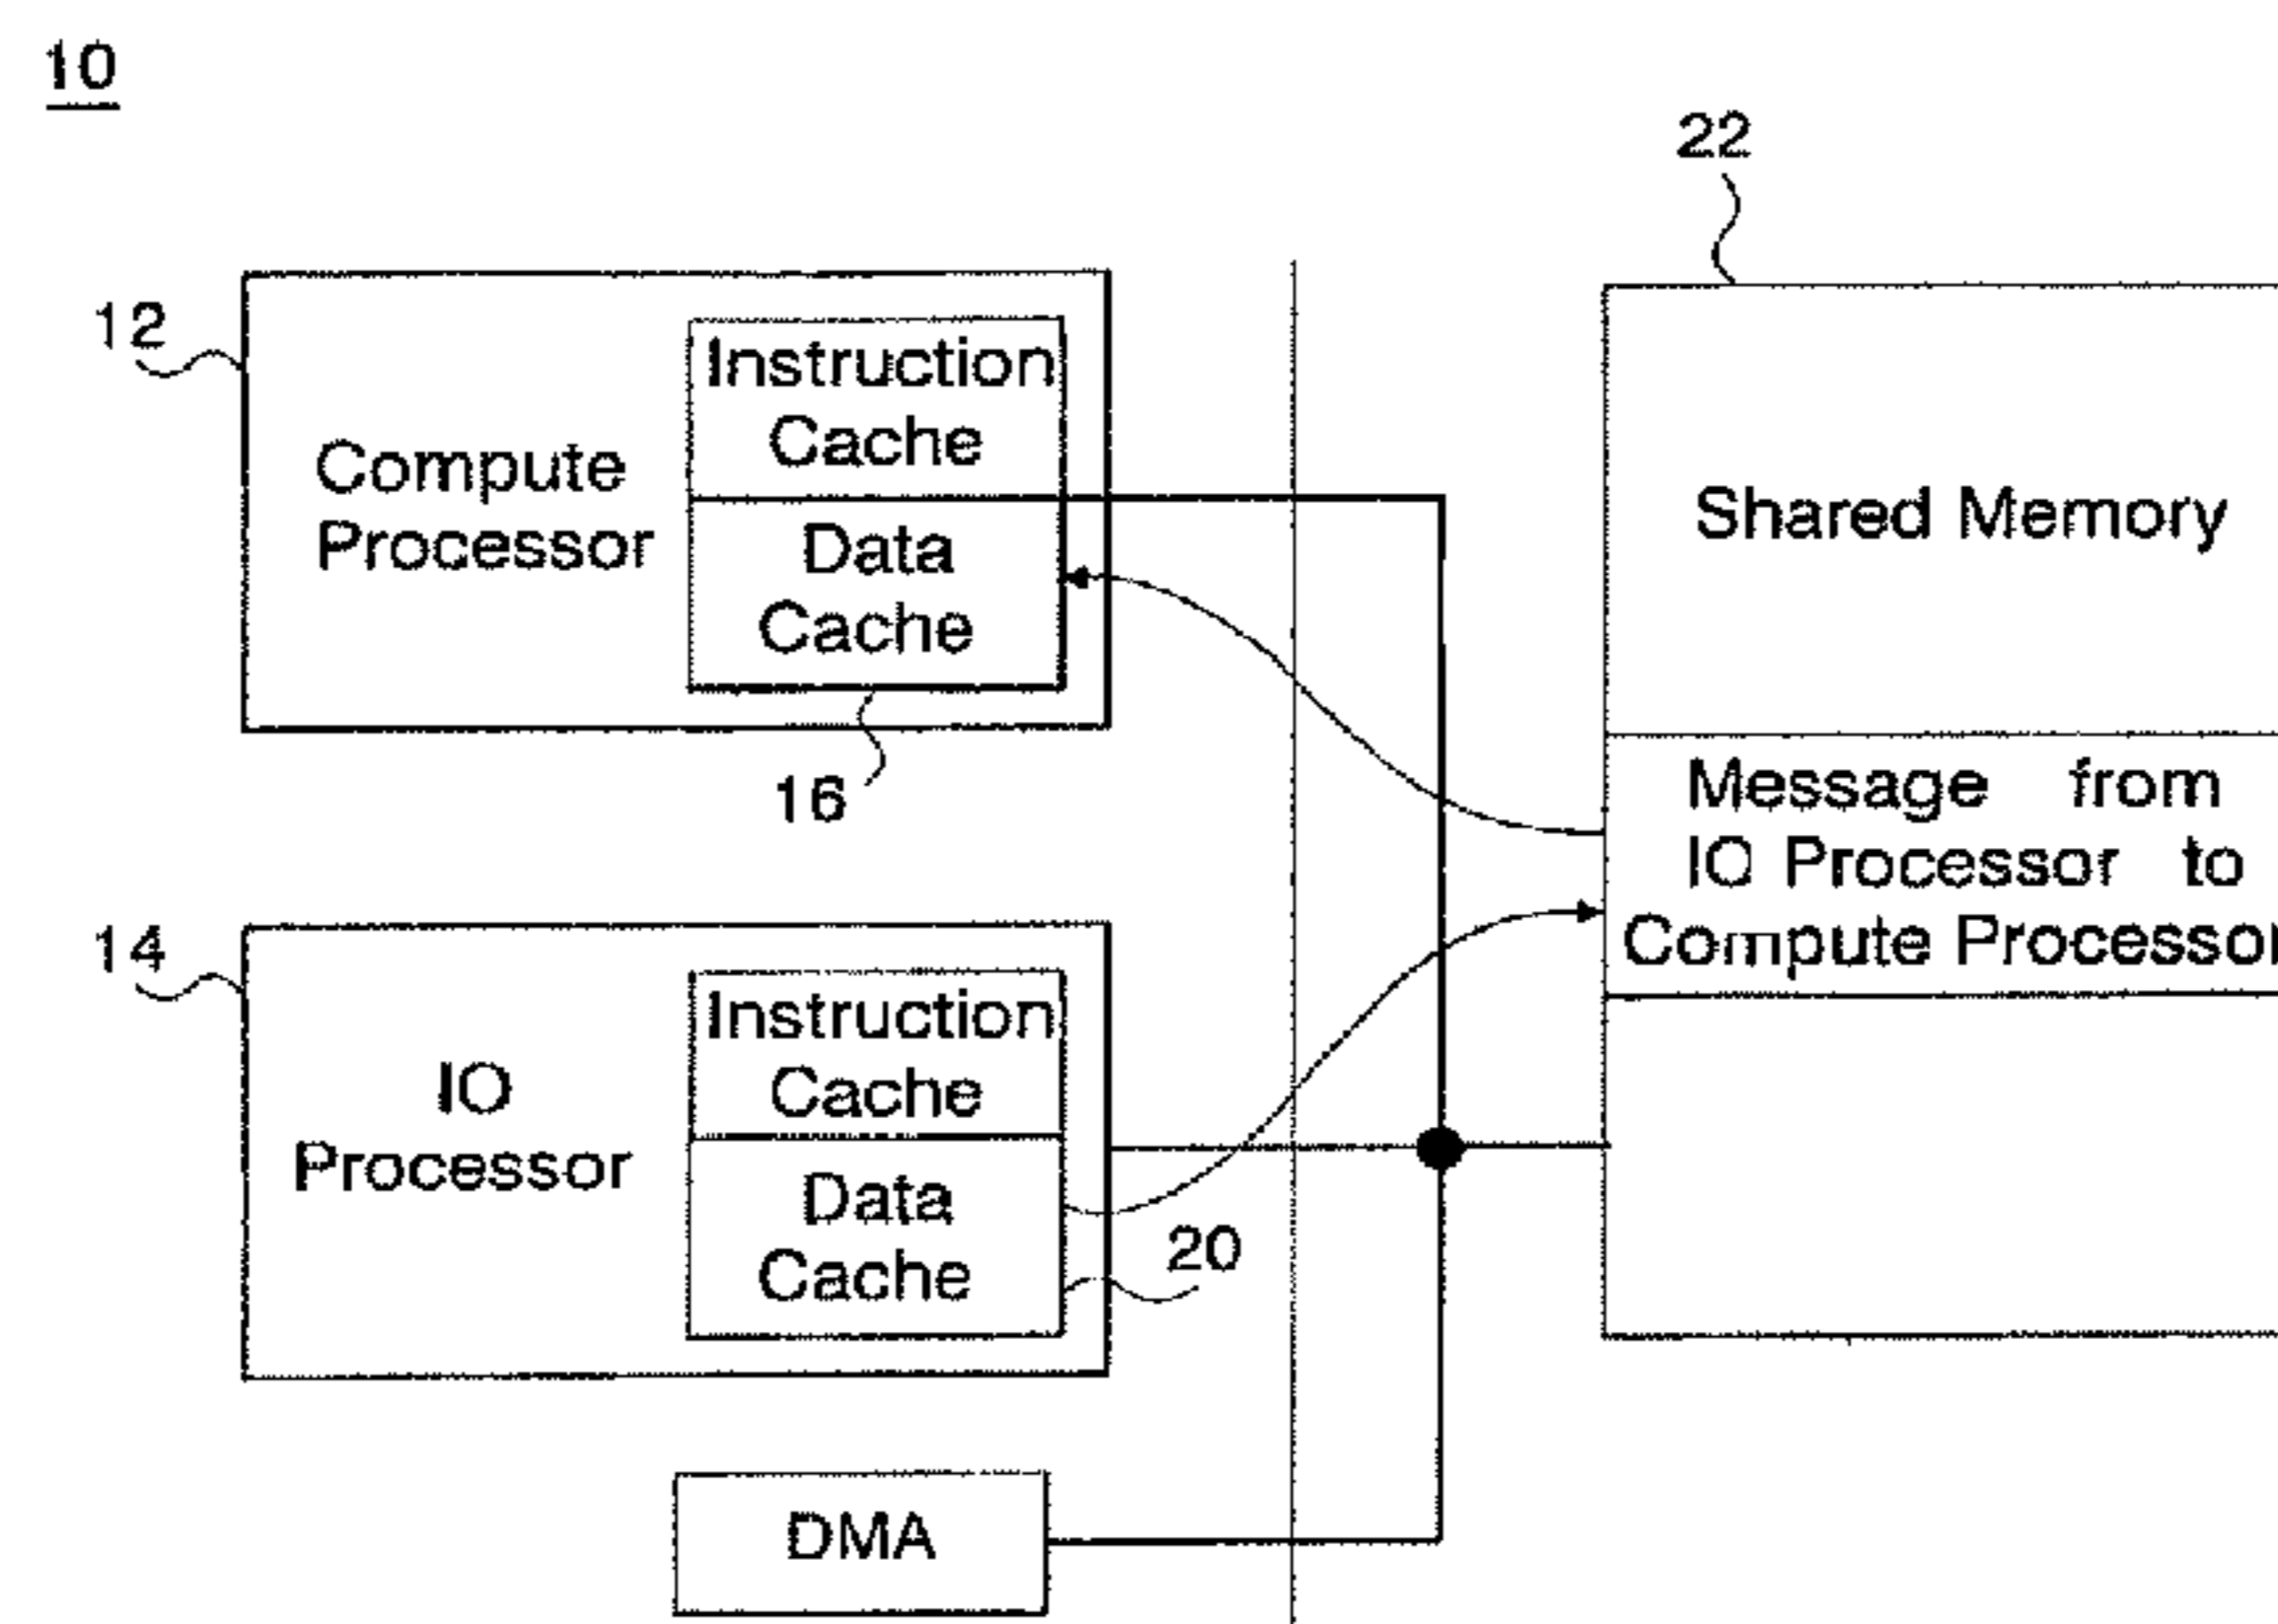 10
22
12
Instruction
Cache
Compute
Processor
Data
Cache
16
Shared Memory
Message from
IO Processor to
Compute Processor
14
Instruction
Cache
IO
Processor
Data
Cache
20
DMA